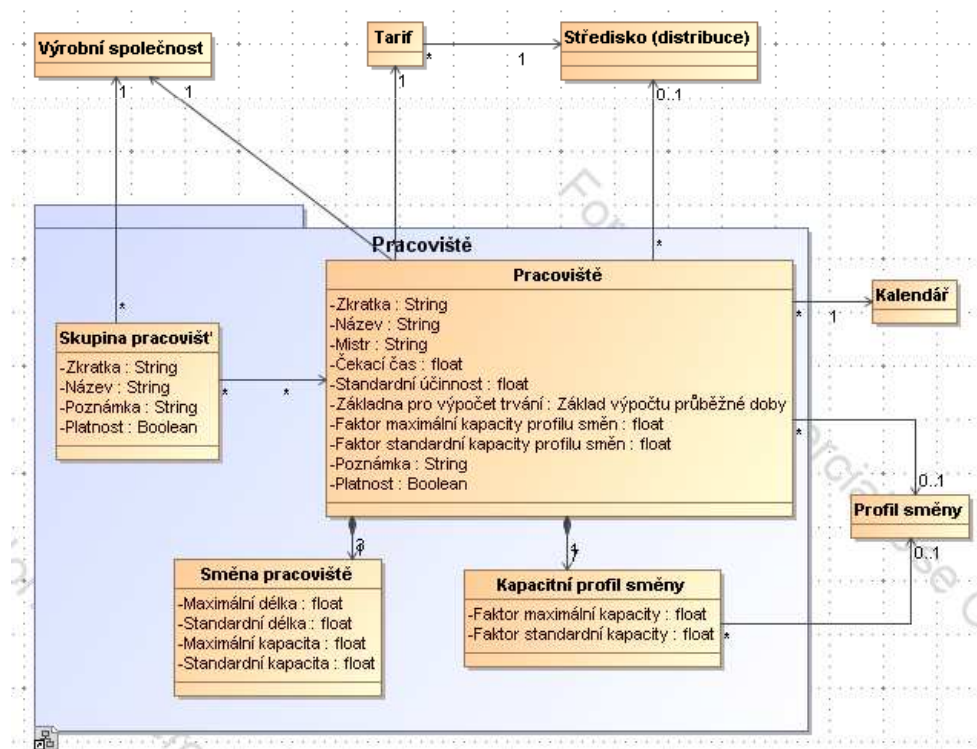 Výrobní společnost
Tarif
Středisko (distribuce)
*
1
1
1
1
0..1
Pracoviště
*
Pracoviště
-Zkratka : String
-Název : String
-Mistr : String
-Čekací čas : float
-Standardní účinnost : float
-Základna pro výpočet trvání : Základ výpočtu průběžné doby
-Faktor maximální kapacity profilu směn : float
-Faktor standardní kapacity profilu směn : float
-Poznámka : String
-Platnost : Boolean
Kalendář
*
1
*
Skupina pracovišť
-Zkratka : String
-Název : String
-Poznámka : String
-Platnost : Boolean
*
*
*
0..1
Profil směny
0..1
Směna pracoviště
-Maximální délka : float
-Standardní délka : float
-Maximální kapacita : float
-Standardní kapacita : float
Kapacitní profil směny
-Faktor maximální kapacity : float
-Faktor standardní kapacity : float
*